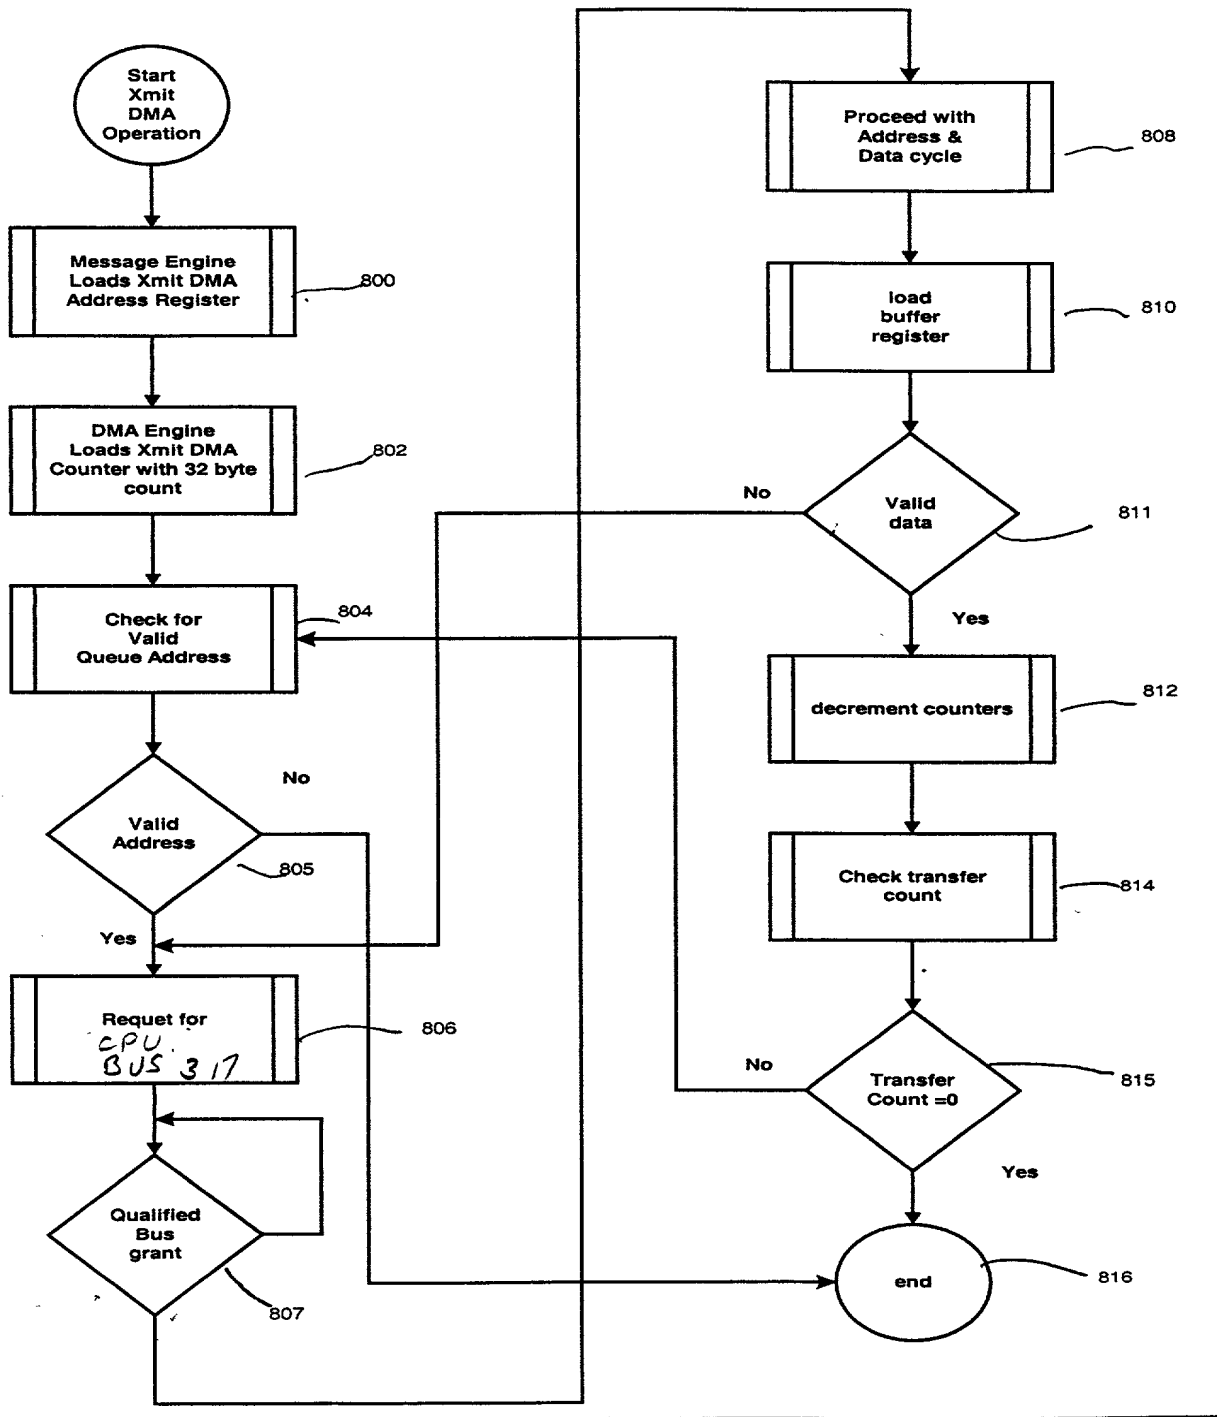 Start
Xmit
DMA
Operation
Message Engine
Loads Xmit DMA
Address Register
800
DMA Engine
Loads Xmit DMA
Counter with 32 byte
count
802
Check for
Valid
Queue Address
804
Valid
Address
805
No
Yes
Requet for
CPU
BUS 317
806
Qualified
Bus
grant
807
Proceed with
Address &
Data cycle
808
load
buffer
register
810
Valid
data
811
No
Yes
decrement counters
812
Check transfer
count
814
Transfer
Count =0
815
No
Yes
end
816